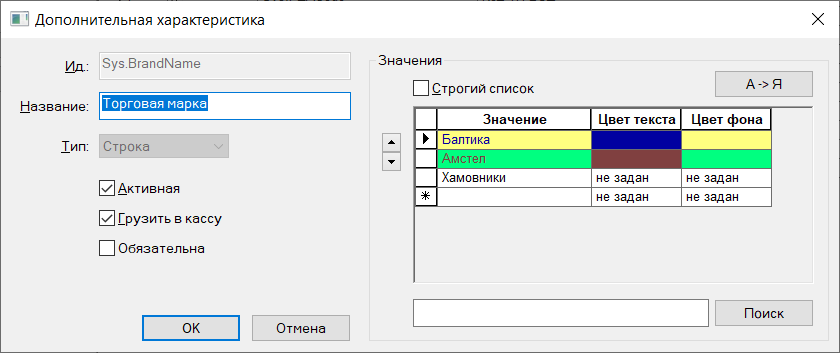 Дополнительная характеристика
Ид.: Sys.BrandName
Название: Торговая марка
Тип: Строка
Активная
Грузить в кассу
Обязательна
OK Отмена
Значения
Строгий список А -> Я
Значение Цвет текста Цвет фона
Балтика
Амстел
Хамовники не задан не задан
не задан не задан
Поиск